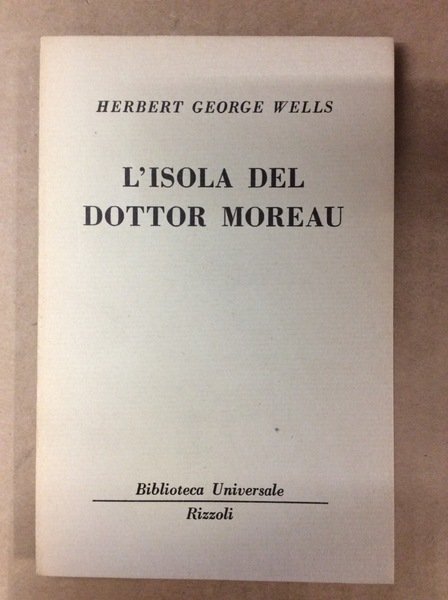 HERBERT GEORGE WELLS
L'ISOLA DEL
DOTTOR MOREAU
Biblioteca Universale
Rizzoli